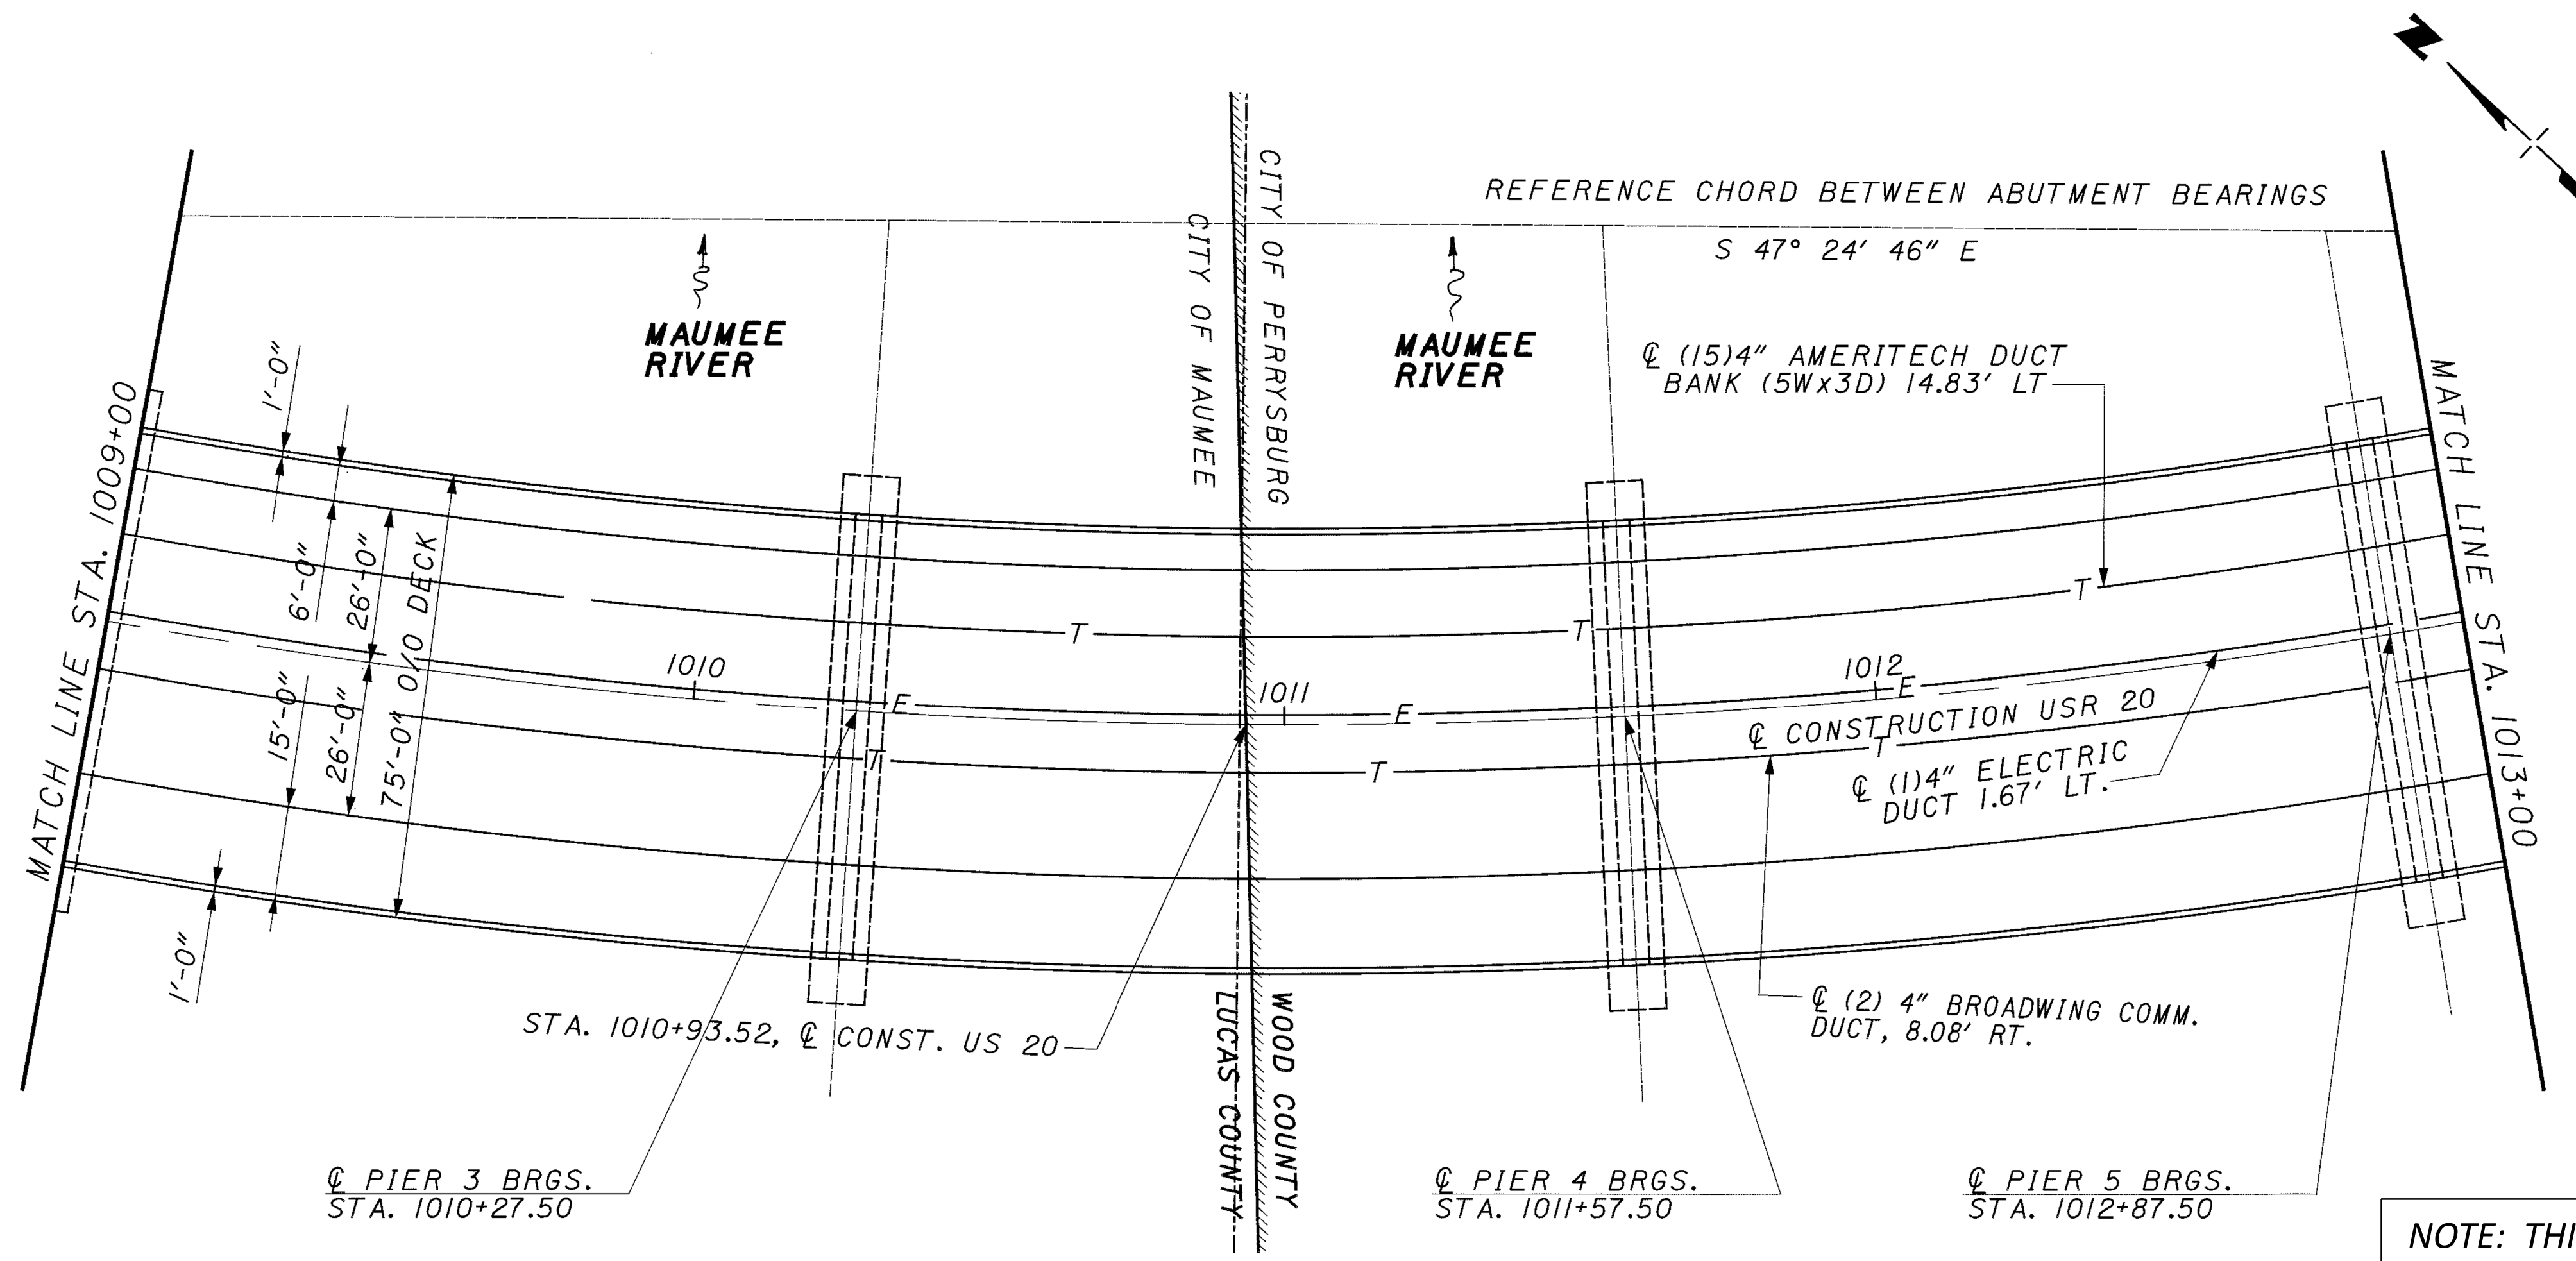 N
REFERENCE CHORD BETWEEN ABUTMENT BEARINGS
S 47° 24' 46" E
CITY OF PERRYSBURG
CITY OF MAUMEE
MAUMEE
RIVER
MAUMEE
RIVER
℄ (15)4" AMERITECH DUCT
BANK (5Wx3D) 14.83' LT
MATCH LINE STA. 1009+00
MATCH LINE STA. 1013+00
1'-0"
6'-0"
26'-0"
75'-0" O/O DECK
15'-0"
26'-0"
1'-0"
T
T
T
1010
1011
1012
E
E
E
℄ CONSTRUCTION USR 20
T
T
T
℄ (1)4" ELECTRIC
DUCT 1.67' LT.
℄ (2) 4" BROADWING COMM.
DUCT, 8.08' RT.
STA. 1010+93.52, ℄ CONST. US 20
LUCAS COUNTY
WOOD COUNTY
℄ PIER 3 BRGS.
STA. 1010+27.50
℄ PIER 4 BRGS.
STA. 1011+57.50
℄ PIER 5 BRGS.
STA. 1012+87.50
NOTE: THI